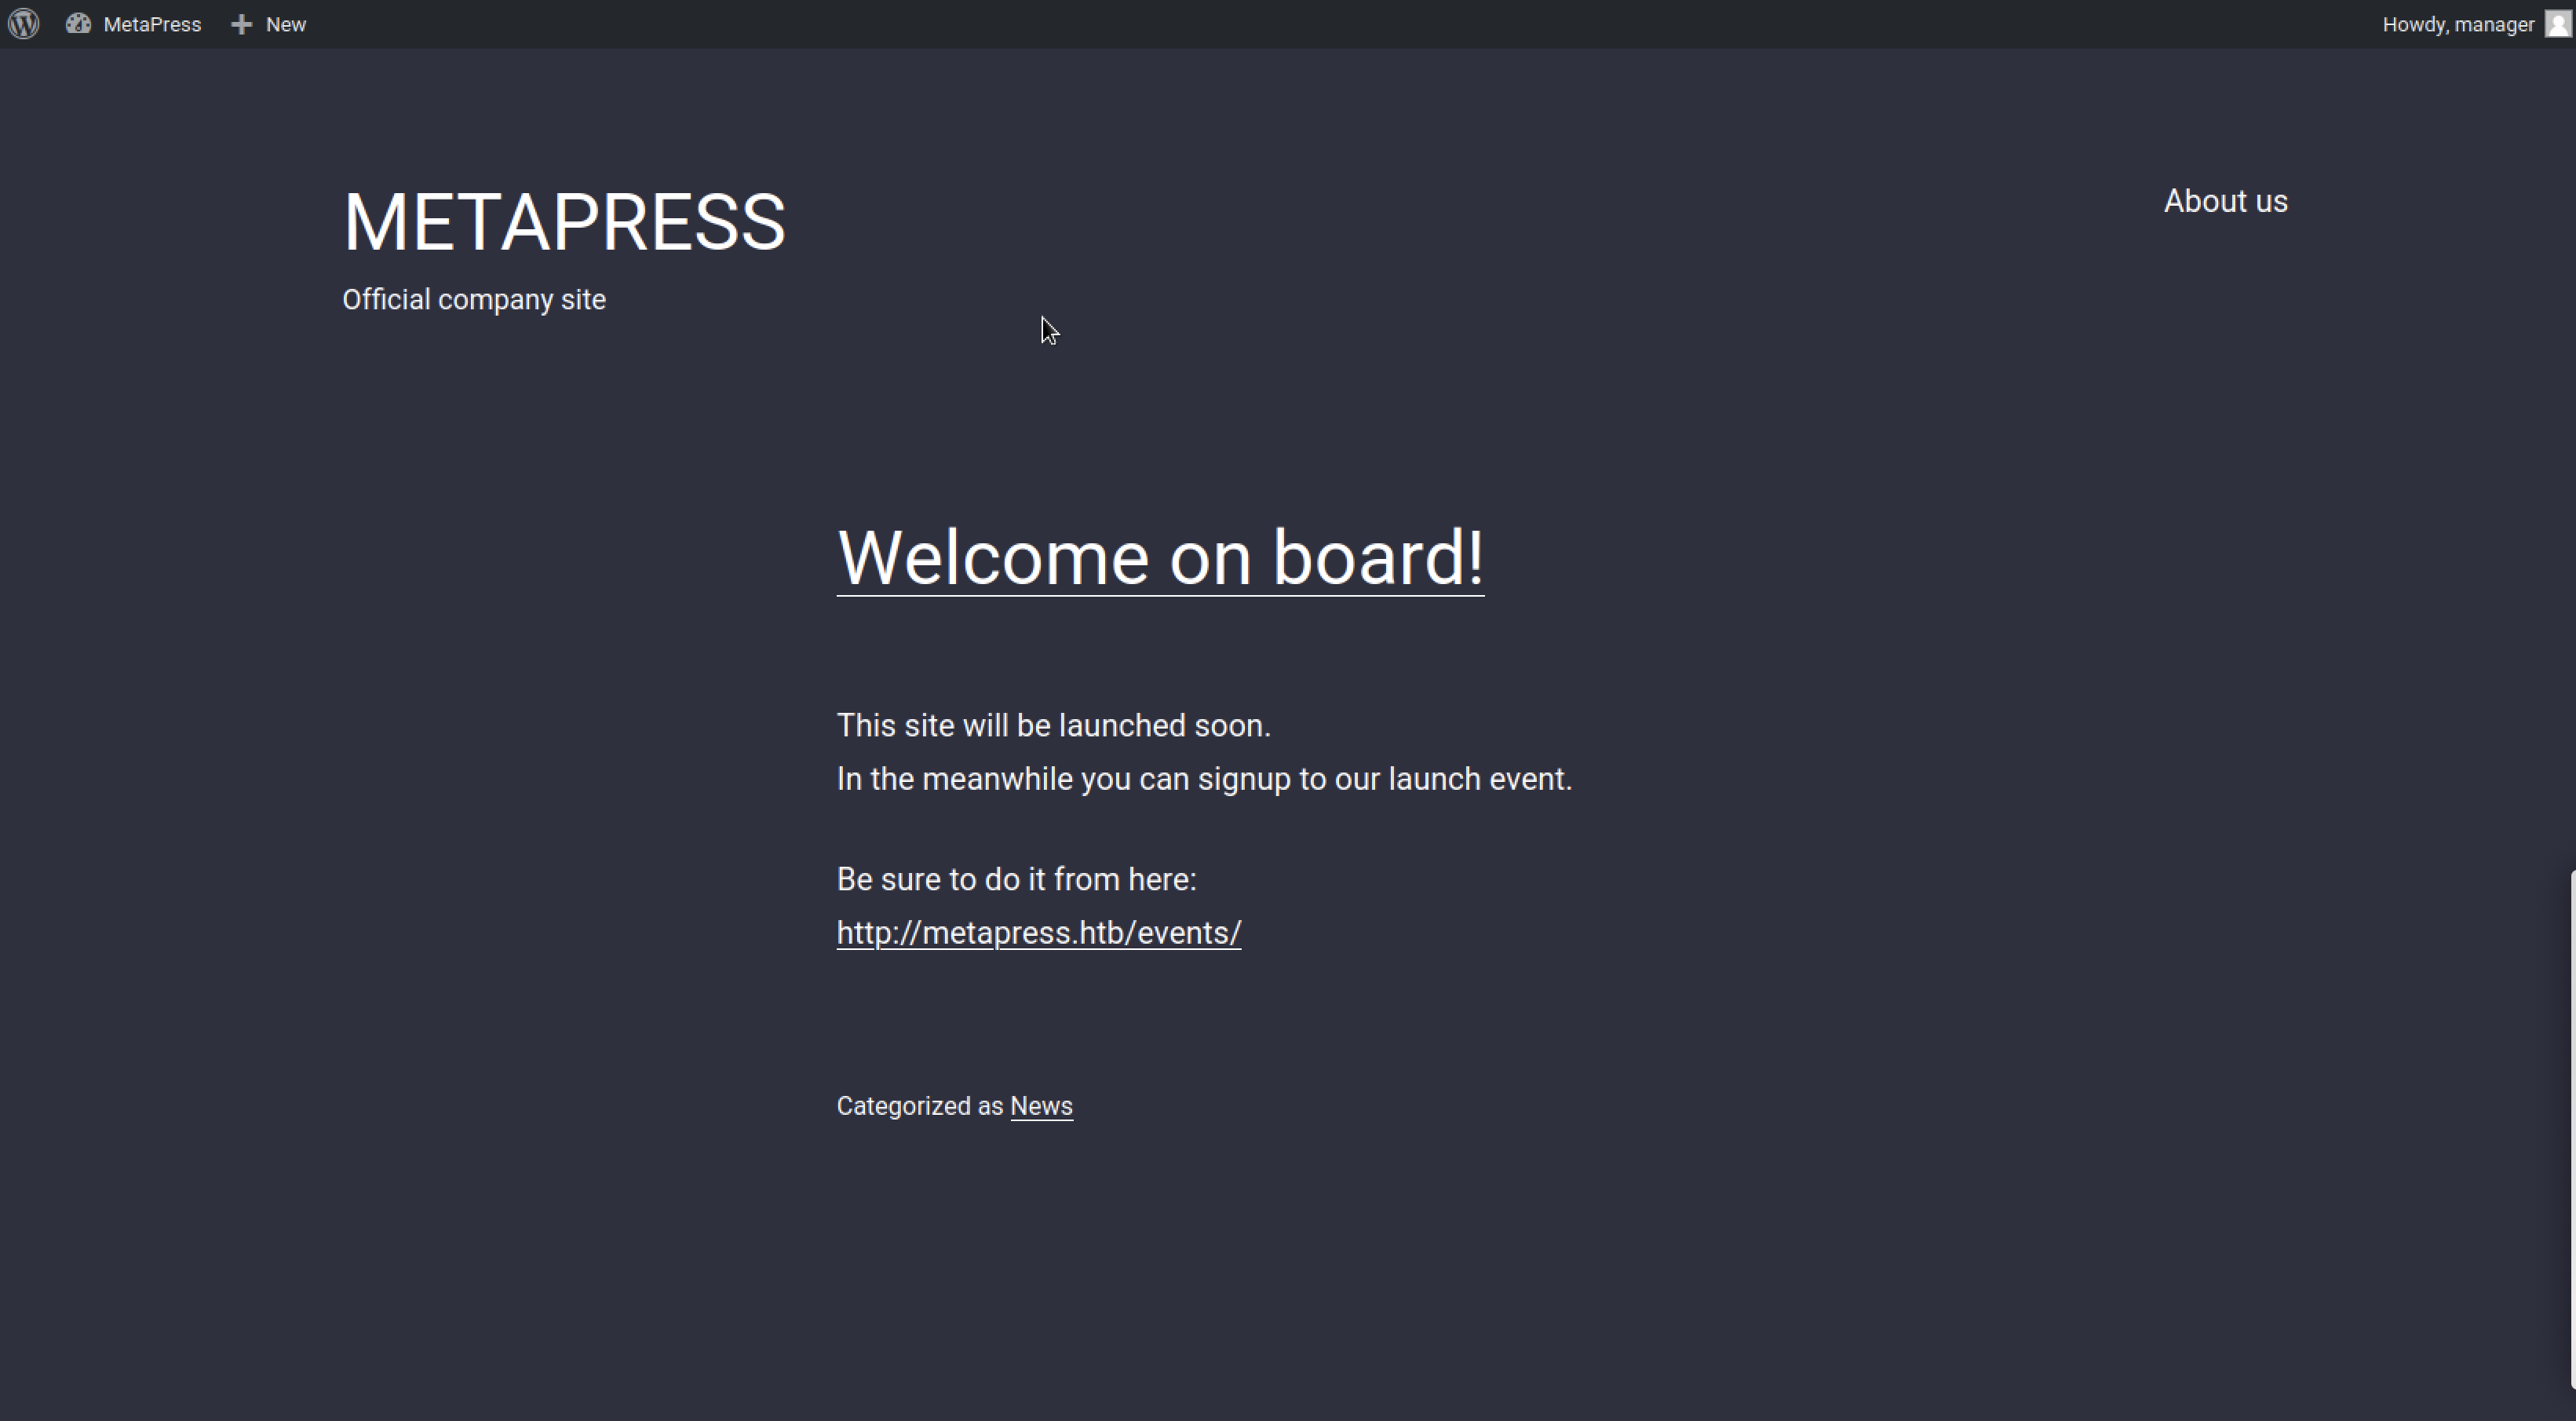 MetaPress New Howdy, manager
METAPRESS
About us
Official company site
Welcome on board!
This site will be launched soon.
In the meanwhile you can signup to our launch event.
Be sure to do it from here:
http://metapress.htb/events/
Categorized as News